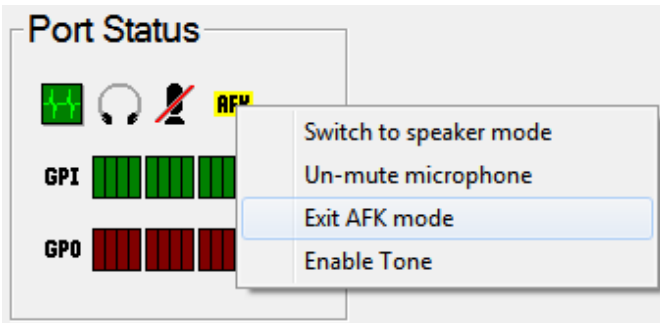 Port Status
AFK
Switch to speaker mode
Un-mute microphone
GPI
Exit AFK mode
GPO
Enable Tone